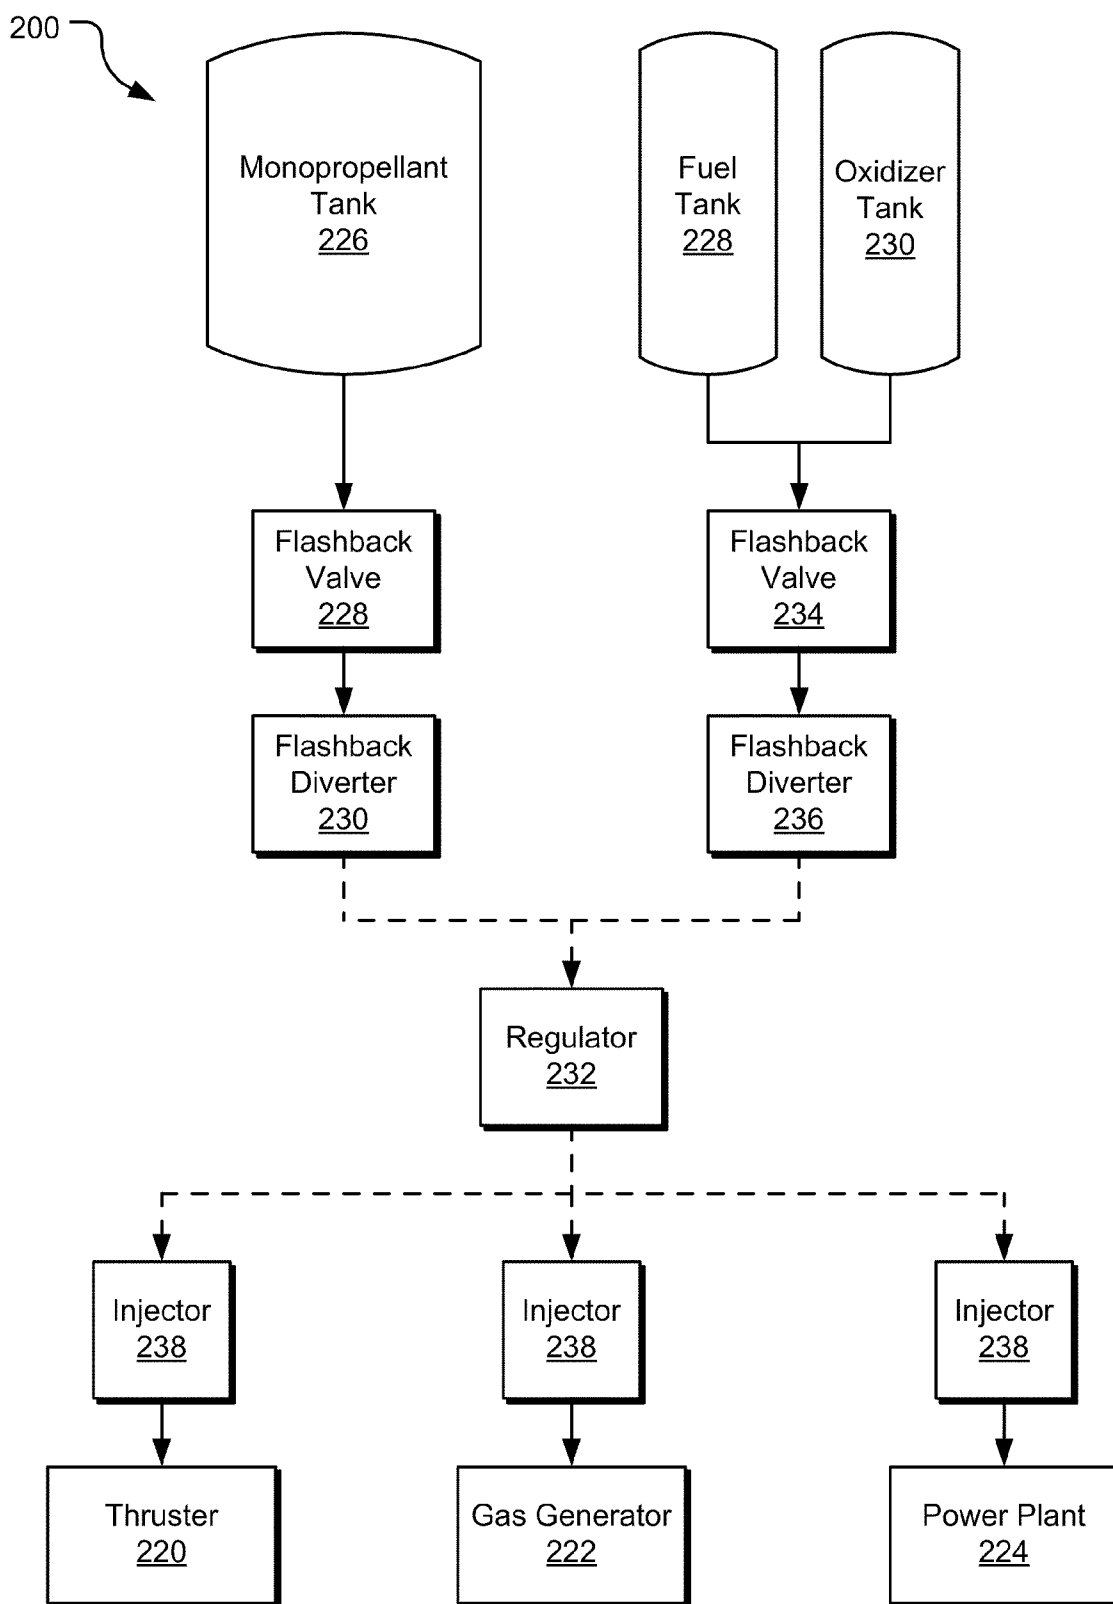 200
Monopropellant
Tank
226
Fuel
Tank
228
Oxidizer
Tank
230
Flashback
Valve
228
Flashback
Valve
234
Flashback
Diverter
230
Flashback
Diverter
236
Regulator
232
Injector
238
Injector
238
Injector
238
Thruster
220
Gas Generator
222
Power Plant
224